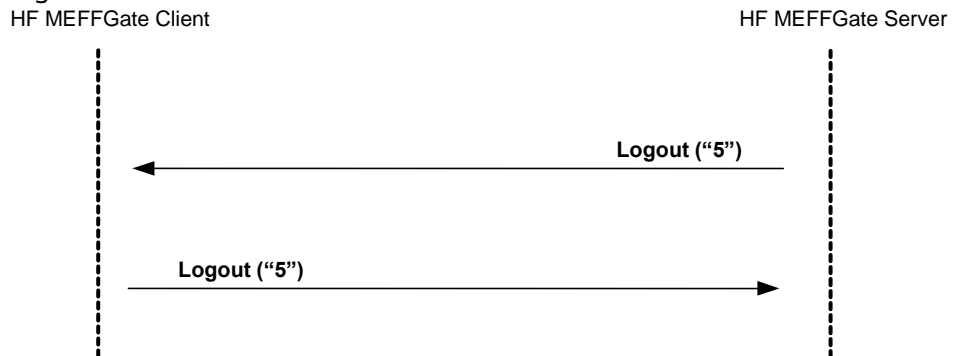 HF MEFFGate Client
HF MEFFGate Server
Logout (“5”)
Logout (“5”)